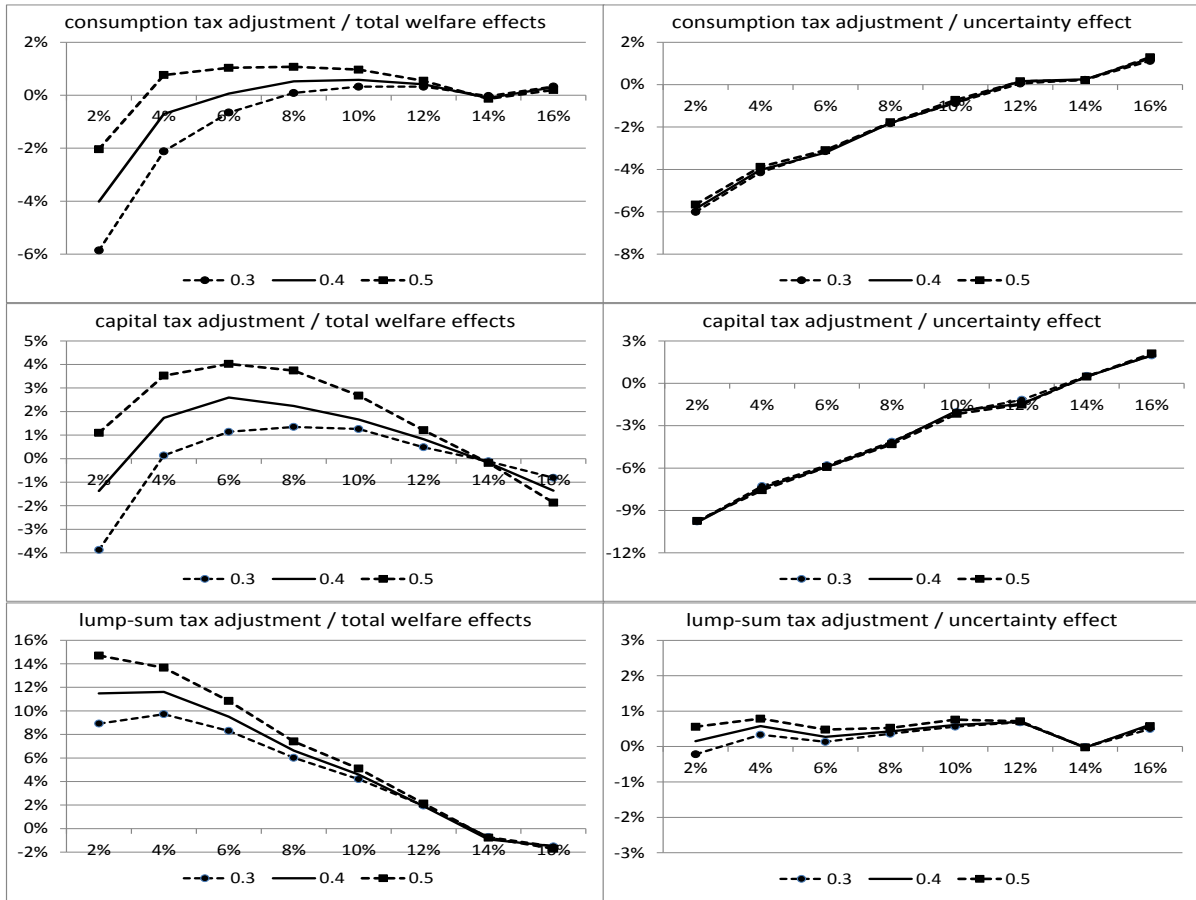 consumption tax adjustment / total welfare effects
2%
0%
-2%
-4%
-6%
2% 4% 6% 8% 10% 12% 14% 16%
0.3 0.4 0.5
consumption tax adjustment / uncertainty effect
2%
0%
-2%
-4%
-6%
-8%
2% 4% 6% 8% 10% 12% 14% 16%
0.3 0.4 0.5
capital tax adjustment / total welfare effects
5%
4%
3%
2%
1%
0%
-1%
-2%
-3%
-4%
2% 4% 6% 8% 10% 12% 14% 16%
0.3 0.4 0.5
capital tax adjustment / uncertainty effect
3%
0%
-3%
-6%
-9%
-12%
2% 4% 6% 8% 10% 12% 14% 16%
0.3 0.4 0.5
lump-sum tax adjustment / total welfare effects
16%
14%
12%
10%
8%
6%
4%
2%
0%
-2%
2% 4% 6% 8% 10% 12% 14% 16%
0.3 0.4 0.5
lump-sum tax adjustment / uncertainty effect
3%
2%
1%
0%
-1%
-2%
-3%
2% 4% 6% 8% 10% 12% 14% 16%
0.3 0.4 0.5